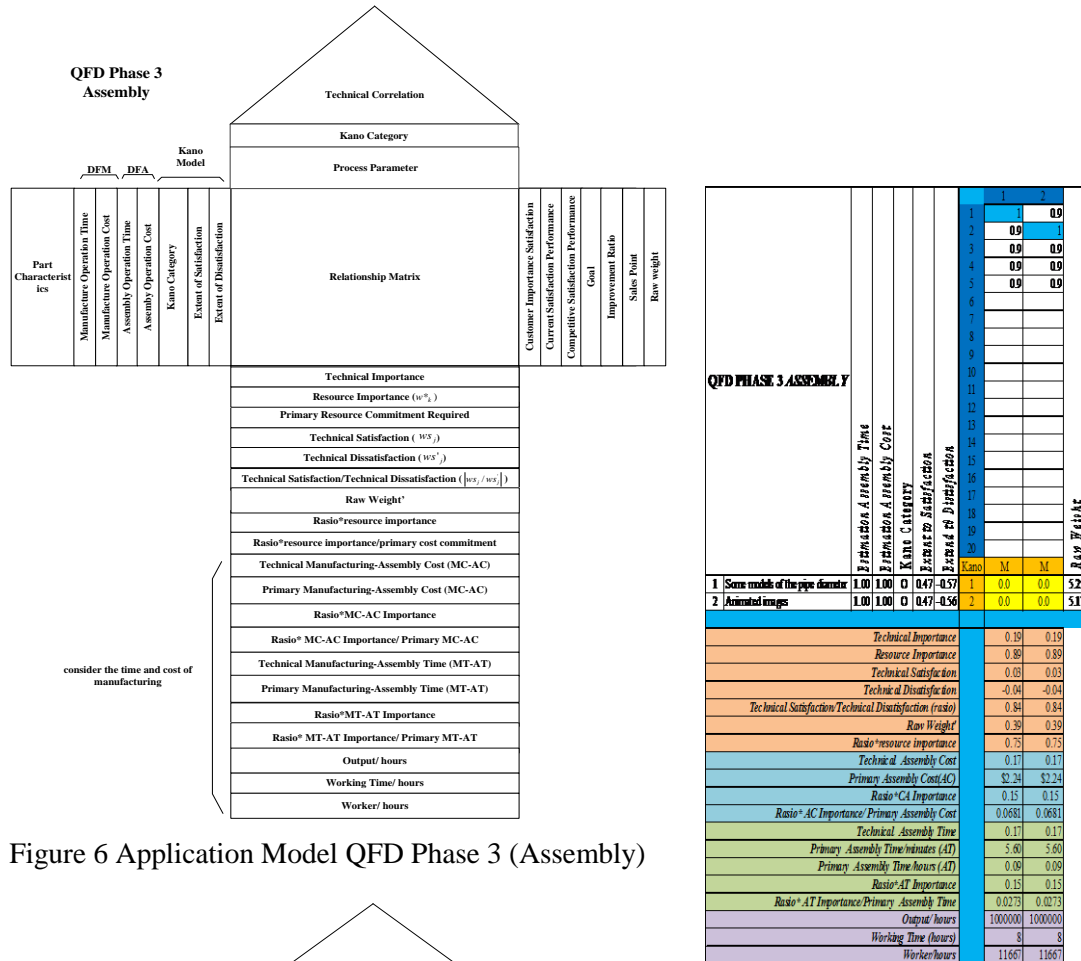 QFD Phase 3
Assembly
Technical Correlation
Kano Category
Process Parameter
DFM
DFA
Kano
Model
Part
Characterist
ics
Manufacture Operation Time
Manufacture Operation Cost
Assembly Operation Time
Assemby Operation Cost
Kano Category
Extent of Satisfaction
Extent of Disatisfaction
Relationship Matrix
Customer Importance Satisfaction
Current Satisfaction Performance
Competitive Satisfaction Performance
Goal
Improvement Ratio
Sales Point
Raw weight
Technical Importance
Resource Importance (w*k )
Primary Resource Commitment Required
Technical Satisfaction ( ws j)
Technical Dissatisfaction (ws'j)
Technical Satisfaction/Technical Dissatisfaction ( |ws j / ws j'| )
Raw Weight'
Rasio*resource importance
Rasio*resource importance/primary cost commitment
Technical Manufacturing-Assembly Cost (MC-AC)
Primary Manufacturing-Assembly Cost (MC-AC)
Rasio*MC-AC Importance
Rasio* MC-AC Importance/ Primary MC-AC
Technical Manufacturing-Assembly Time (MT-AT)
Primary Manufacturing-Assembly Time (MT-AT)
Rasio*MT-AT Importance
Rasio* MT-AT Importance/ Primary MT-AT
Output/ hours
Working Time/ hours
Worker/ hours
consider the time and cost of
manufacturing
Figure 6 Application Model QFD Phase 3 (Assembly)
QFD PHASE 3 ASSEMBLY
Estimation Assembly Time
Estimation Assembly Cost
Kano Category
Extent to Satisfaction
Extend to Distisfaction
1 2
1 1 0.9
2 0.9 1
3 0.9 0.9
4 0.9 0.9
5 0.9 0.9
6
7
8
9
10
11
12
13
14
15
16
17
18
19
20
Kano M M
Raw Weight
1 Some models of the pipe diameter 1.00 1.00 O 0.47 -0.57 1 0.0 0.0
2 Animated images 1.00 1.00 O 0.47 -0.56 2 0.0 0.0
Technical Importance 0.19 0.19
Resource Importance 0.89 0.89
Technical Satisfaction 0.03 0.03
Technical Disatisfaction -0.04 -0.04
Technical Satisfaction/Technical Disatisfaction (rasio) 0.84 0.84
Raw Weight' 0.39 0.39
Rasio*resource importance 0.75 0.75
Technical Assembly Cost 0.17 0.17
Primary Assembly Cost(AC) $2.24 $2.24
Rasio*CA Importance 0.15 0.15
Rasio* AC Importance/ Primary Assembly Cost 0.0681 0.0681
Technical Assembly Time 0.17 0.17
Primary Assembly Time/minutes (AT) 5.60 5.60
Primary Assembly Time/hours (AT) 0.09 0.09
Rasio*AT Importance 0.15 0.15
Rasio* AT Importance/Primary Assembly Time 0.0273 0.0273
Output/ hours 1000000 1000000
Working Time (hours) 8 8
Worker/hours 11667 11667